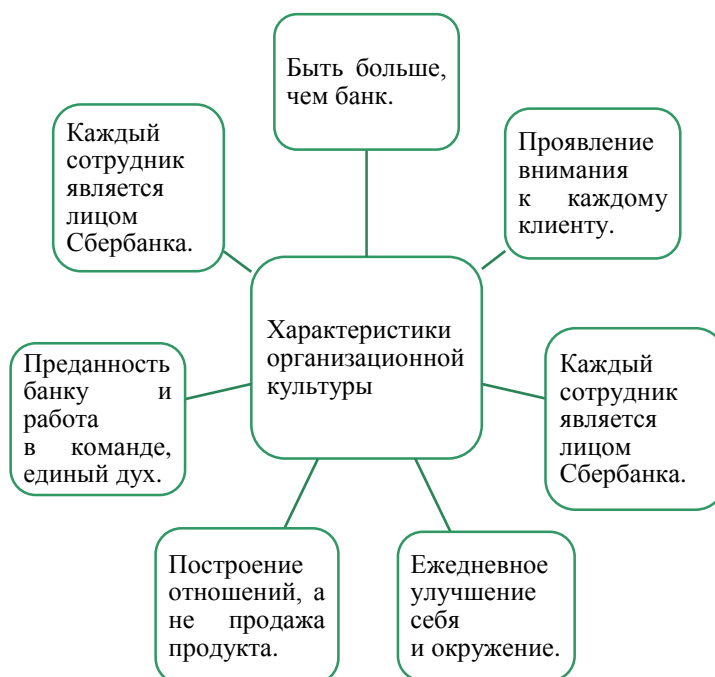 Быть больше,
чем банк.
Каждый
сотрудник
является
лицом
Сбербанка.
Проявление
внимания
к каждому
клиенту.
Характеристики
организационной
культуры
Преданность
банку и
работа
в команде,
единый дух.
Каждый
сотрудник
является
лицом
Сбербанка.
Построение
отношений, а
не продажа
продукта.
Ежедневное
улучшение
себя
и окружение.